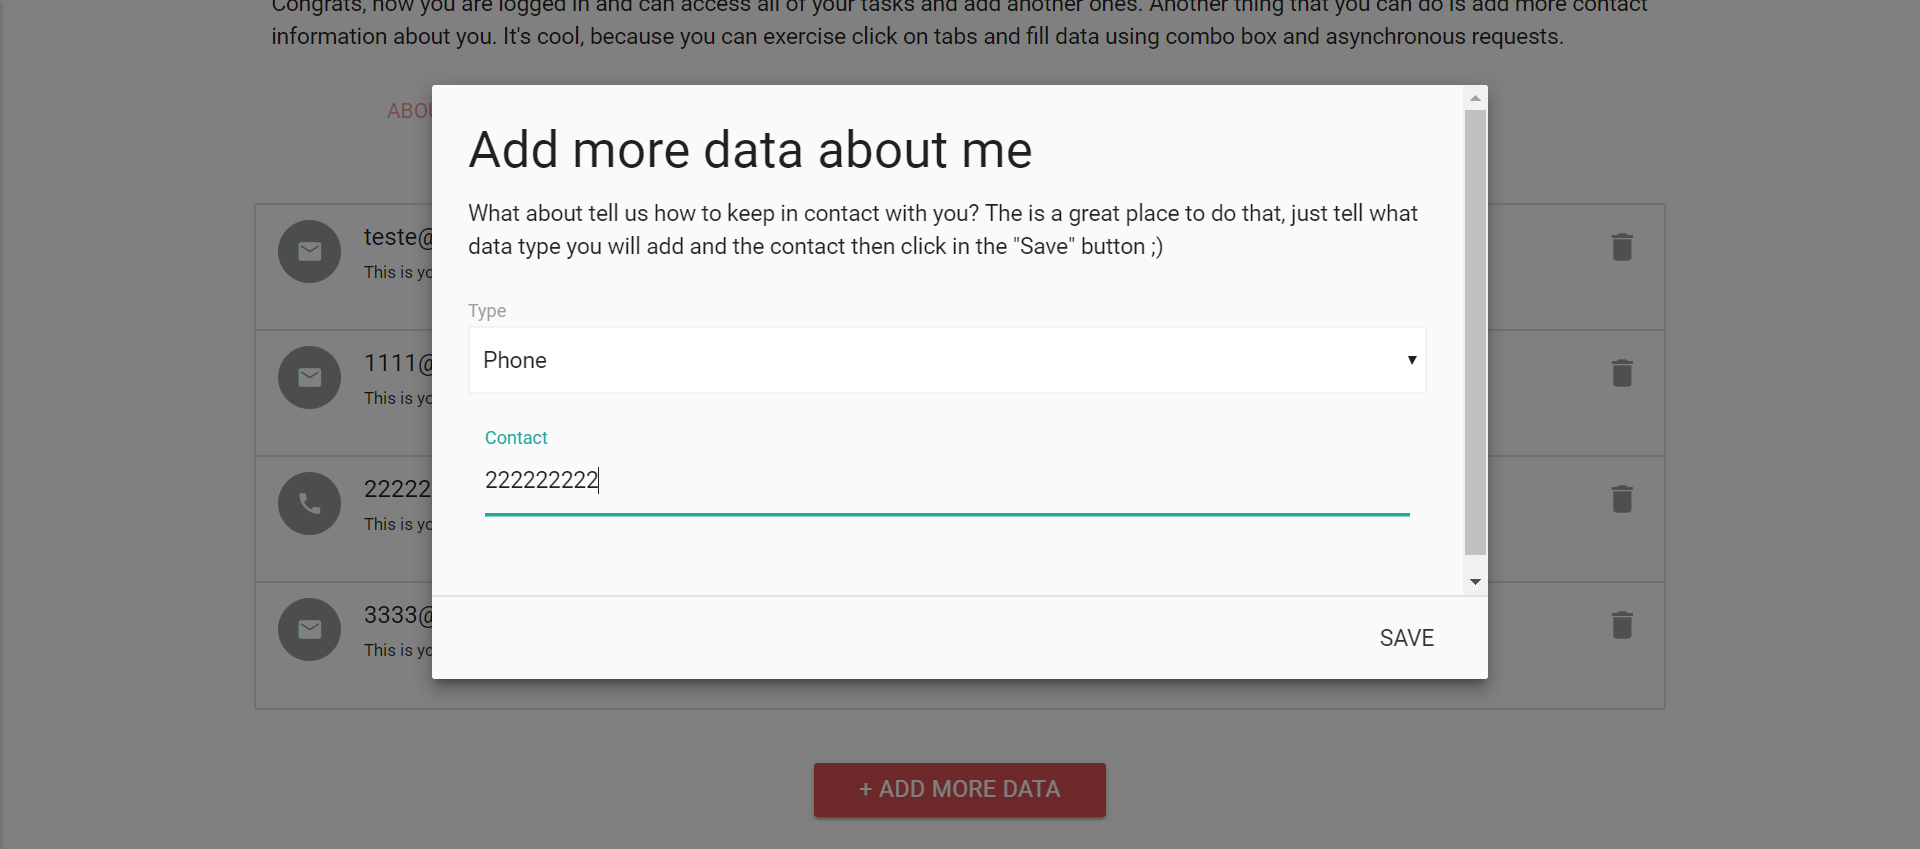 Congrats, now you are logged in and can access all of your tasks and add another ones. Another thing that you can do is add more contact
information about you. It's cool, because you can exercise click on tabs and fill data using combo box and asynchronous requests.
Add more data about me
What about tell us how to keep in contact with you? The is a great place to do that, just tell what
data type you will add and the contact then click in the "Save" button ;)
Type
Phone
Contact
222222222
SAVE
teste@
This is yo
1111@
This is yo
22222
This is yo
3333@
This is yo
+ ADD MORE DATA